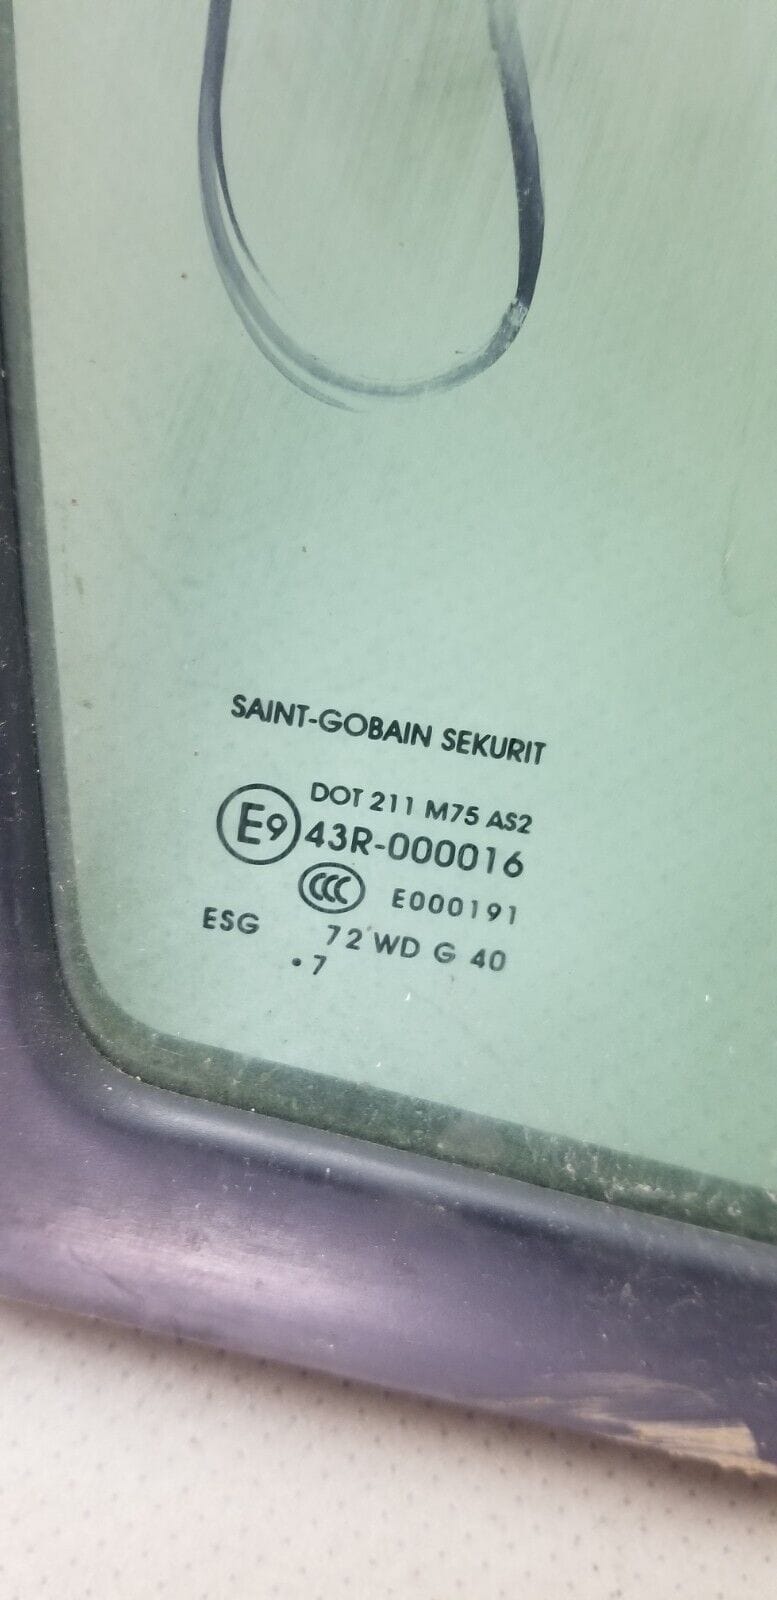 SAINT-GOBAIN SEKURIT
DOT 211 M75 AS2
E9 43R-000016
CCC E000191
ESG 72 WD G 40
•7